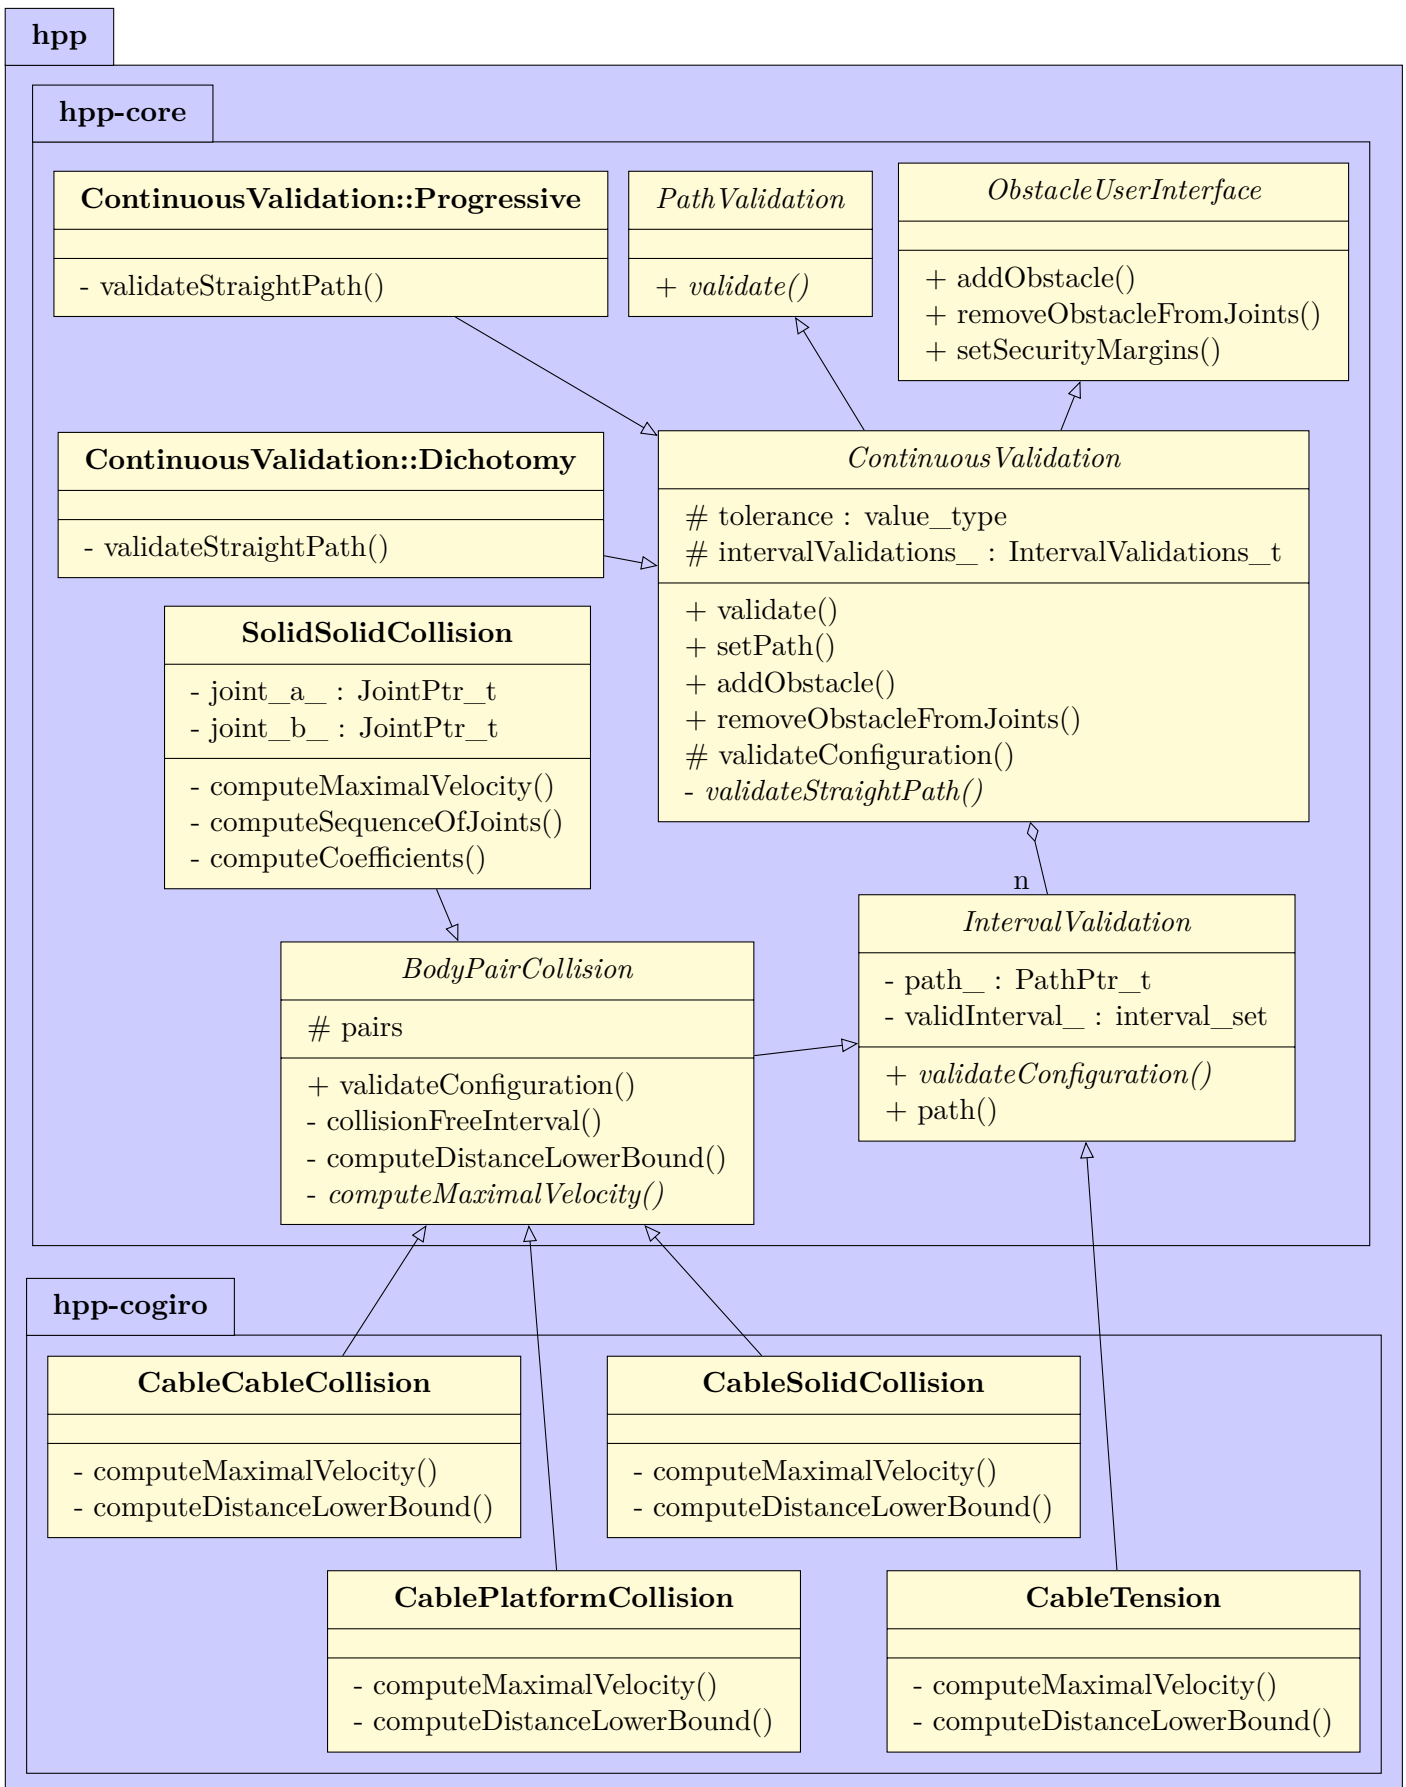 hpp
hpp-core
ContinuousValidation::Progressive
- validateStraightPath()
PathValidation
+ validate()
ObstacleUserInterface
+ addObstacle()
+ removeObstacleFromJoints()
+ setSecurityMargins()
ContinuousValidation::Dichotomy
- validateStraightPath()
ContinuousValidation
# tolerance : value_type
# intervalValidations_ : IntervalValidations_t
+ validate()
+ setPath()
+ addObstacle()
+ removeObstacleFromJoints()
# validateConfiguration()
- validateStraightPath()
SolidSolidCollision
- joint_a_ : JointPtr_t
- joint_b_ : JointPtr_t
- computeMaximalVelocity()
- computeSequenceOfJoints()
- computeCoefficients()
n
IntervalValidation
- path_ : PathPtr_t
- validInterval_ : interval_set
+ validateConfiguration()
+ path()
BodyPairCollision
# pairs
+ validateConfiguration()
- collisionFreeInterval()
- computeDistanceLowerBound()
- computeMaximalVelocity()
hpp-cogiro
CableCableCollision
- computeMaximalVelocity()
- computeDistanceLowerBound()
CableSolidCollision
- computeMaximalVelocity()
- computeDistanceLowerBound()
CablePlatformCollision
- computeMaximalVelocity()
- computeDistanceLowerBound()
CableTension
- computeMaximalVelocity()
- computeDistanceLowerBound()